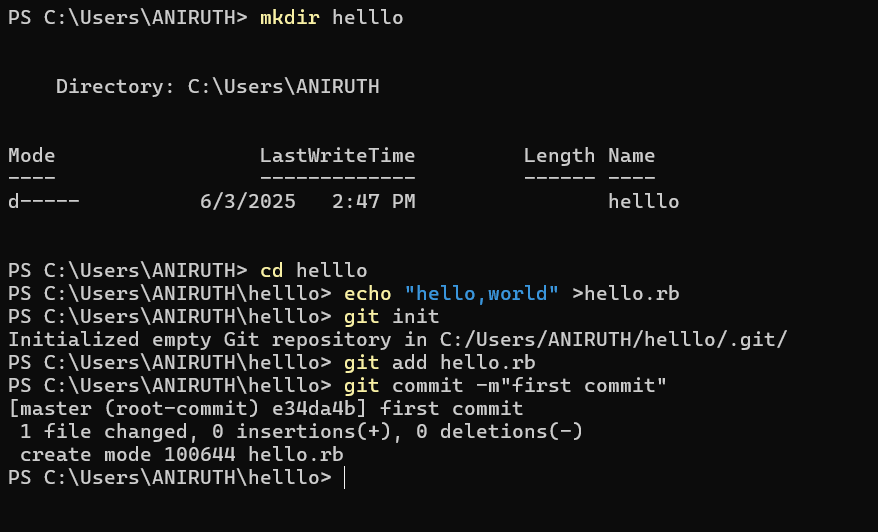 PS C:\Users\ANIRUTH> mkdir helllo
Directory: C:\Users\ANIRUTH
Mode                 LastWriteTime         Length Name
----                 -------------         ------ ----
d-----          6/3/2025   2:47 PM                helllo
PS C:\Users\ANIRUTH> cd helllo
PS C:\Users\ANIRUTH\helllo> echo "hello,world" >hello.rb
PS C:\Users\ANIRUTH\helllo> git init
Initialized empty Git repository in C:/Users/ANIRUTH/helllo/.git/
PS C:\Users\ANIRUTH\helllo> git add hello.rb
PS C:\Users\ANIRUTH\helllo> git commit -m"first commit"
[master (root-commit) e34da4b] first commit
 1 file changed, 0 insertions(+), 0 deletions(-)
 create mode 100644 hello.rb
PS C:\Users\ANIRUTH\helllo>